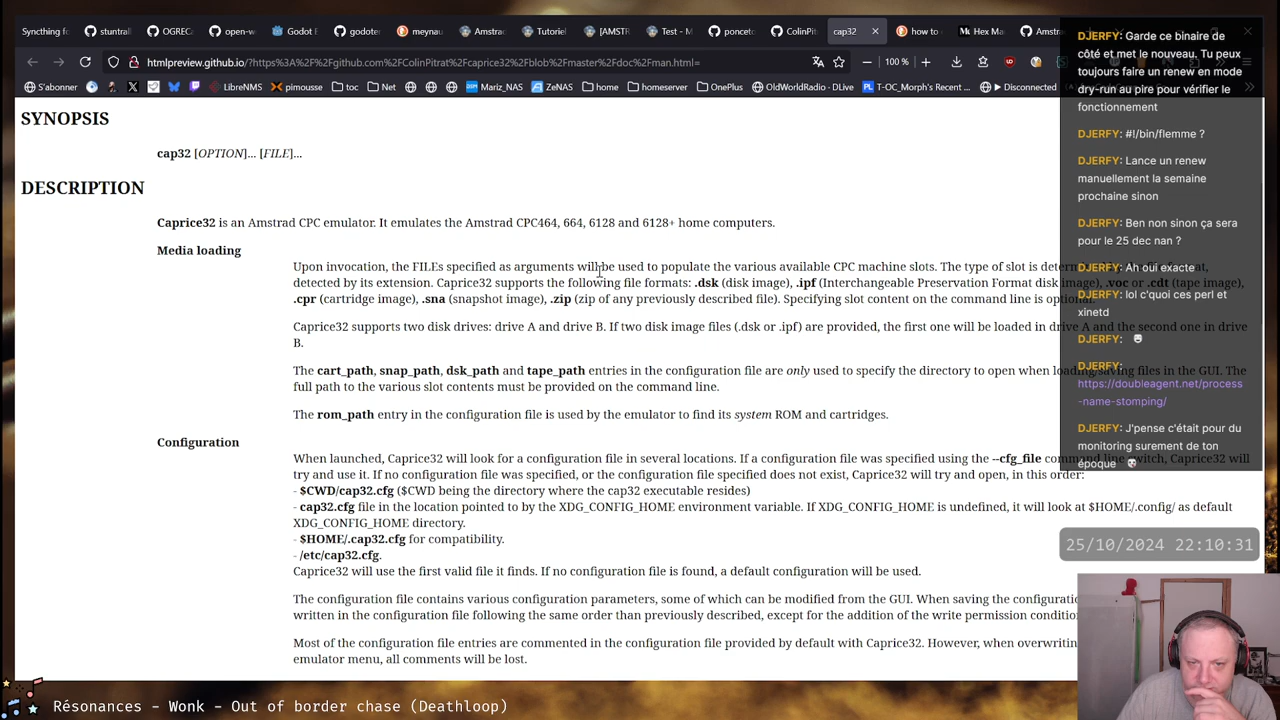 Syncthing fo
stuntrall
OGREC
open-w
Godot E
godoter
meynau
Amstrac
Tutoriel
[AMSTR
Test - M
poncetc
ColinPit
cap32
how to
Hex Ma
Amstra
htmlpreview.github.io/?https%3A%2F%2Fgithub.com%2FColinPitrat%2Fcaprice32%2Fblob%2Fmaster%2Fdoc%2Fman.html=
100 %
S'abonner
LibreNMS
pimousse
toc
Net
Mariz_NAS
ZeNAS
home
homeserver
OnePlus
OldWorldRadio - DLive
T-OC_Morph's Recent ...
Disconnected
SYNOPSIS
cap32 [OPTION]... [FILE]...
DESCRIPTION
Caprice32 is an Amstrad CPC emulator. It emulates the Amstrad CPC464, 664, 6128 and 6128+ home computers.
Media loading
Upon invocation, the FILEs specified as arguments will be used to populate the various available CPC machine slots. The type of slot is determined by the file format,
detected by its extension. Caprice32 supports the following file formats: .dsk (disk image), .ipf (Interchangeable Preservation Format disk image), .voc or .cdt (tape image),
.cpr (cartridge image), .sna (snapshot image), .zip (zip of any previously described file). Specifying slot content on the command line is optional.
Caprice32 supports two disk drives: drive A and drive B. If two disk image files (.dsk or .ipf) are provided, the first one will be loaded in drive A and the second one in drive
B.
The cart_path, snap_path, dsk_path and tape_path entries in the configuration file are only used to specify the directory to open when loading/saving files in the GUI. The
full path to the various slot contents must be provided on the command line.
The rom_path entry in the configuration file is used by the emulator to find its system ROM and cartridges.
Configuration
When launched, Caprice32 will look for a configuration file in several locations. If a configuration file was specified using the --cfg_file command line switch, Caprice32 will
try and use it. If no configuration file was specified, or the configuration file specified does not exist, Caprice32 will try and open, in this order:
- $CWD/cap32.cfg ($CWD being the directory where the cap32 executable resides)
- cap32.cfg file in the location pointed to by the XDG_CONFIG_HOME environment variable. If XDG_CONFIG_HOME is undefined, it will look at $HOME/.config/ as default
XDG_CONFIG_HOME directory.
- $HOME/.cap32.cfg for compatibility.
- /etc/cap32.cfg.
Caprice32 will use the first valid file it finds. If no configuration file is found, a default configuration will be used.
The configuration file contains various configuration parameters, some of which can be modified from the GUI. When saving the configuratio
written in the configuration file following the same order than previously described, except for the addition of the write permission conditio
Most of the configuration file entries are commented in the configuration file provided by default with Caprice32. However, when overwriting
emulator menu, all comments will be lost.
DJERFY: Garde ce binaire de
côté et met le nouveau. Tu peux
toujours faire un renew en mode
dry-run au pire pour vérifier le
fonctionnement
DJERFY: #!/bin/flemme ?
DJERFY: Lance un renew
manuellement la semaine
prochaine sinon
DJERFY: Ben non sinon ça sera
pour le 25 dec nan ?
DJERFY: Ah oui exacte
DJERFY: lol c'quoi ces perl et
xinetd
DJERFY:
DJERFY:
https://doubleagent.net/process
-name-stomping/
DJERFY: J'pense c'était pour du
monitoring surement de ton
époque
25/10/2024 22:10:31
Résonances - Wonk - Out of border chase (Deathloop)